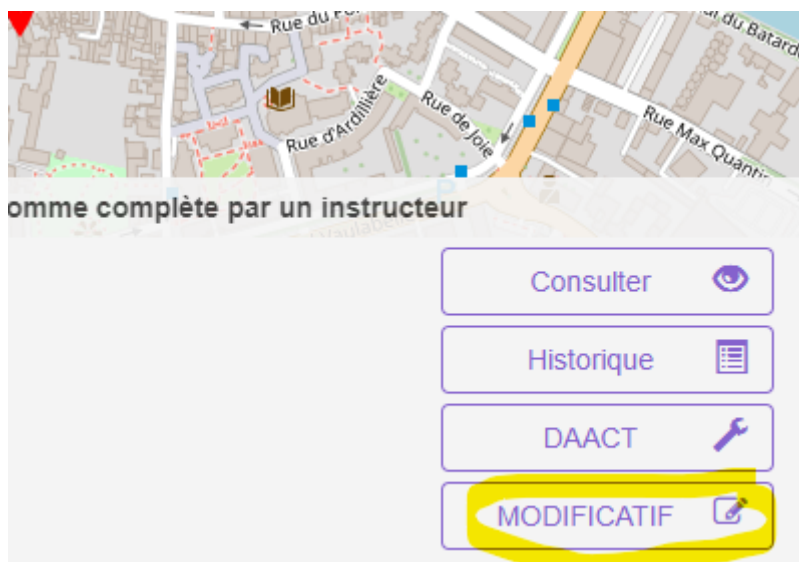 Rue du
du Batard
Rue d'Ardillière
Rue de Joie
Rue Max Quantin
P
omme complète par un instructeur
Vaulabelle
Consulter
Historique
DAACT
MODIFICATIF